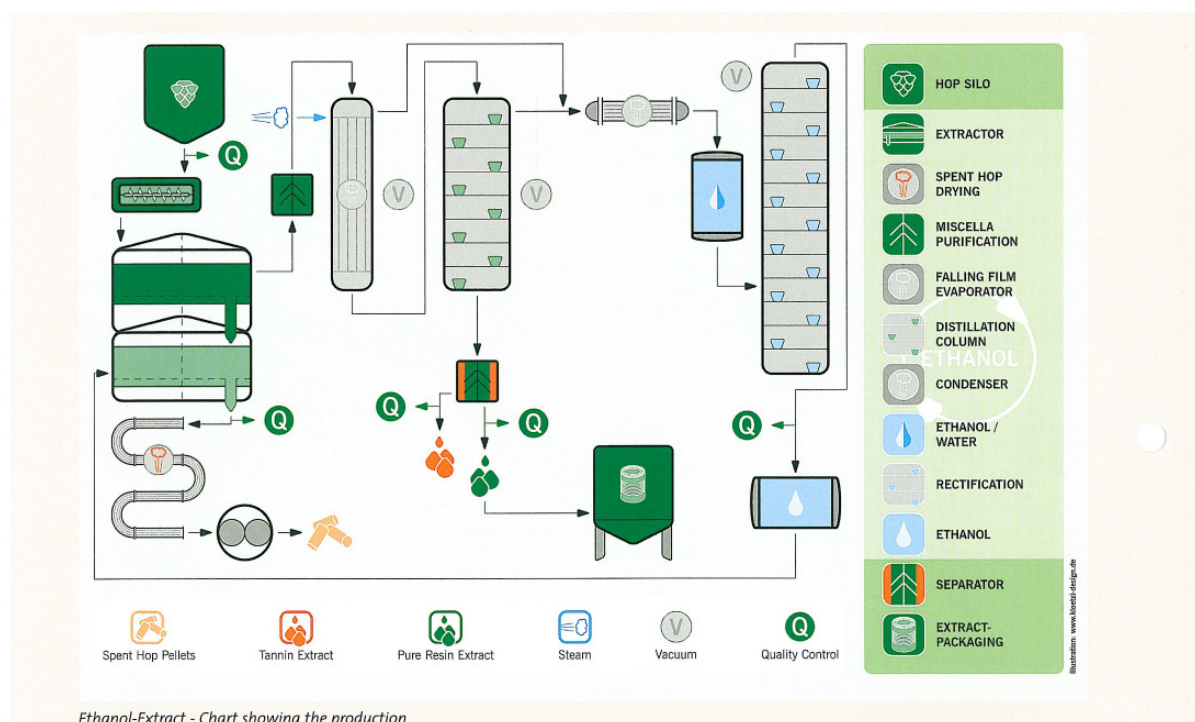 Q
V
V
V
Q
Q
Q
Q
HOP SILO
EXTRACTOR
SPENT HOP
DRYING
MISCELLA
PURIFICATION
FALLING FILM
EVAPORATOR
DISTILLATION
COLUMN
ETHANOL
CONDENSER
ETHANOL /
WATER
RECTIFICATION
ETHANOL
SEPARATOR
EXTRACT-
PACKAGING
Illustration: www.kloetzi-design.de
Spent Hop Pellets
Tannin Extract
Pure Resin Extract
Steam
V
Vacuum
Q
Quality Control
Ethanol-Extract - Chart showing the production